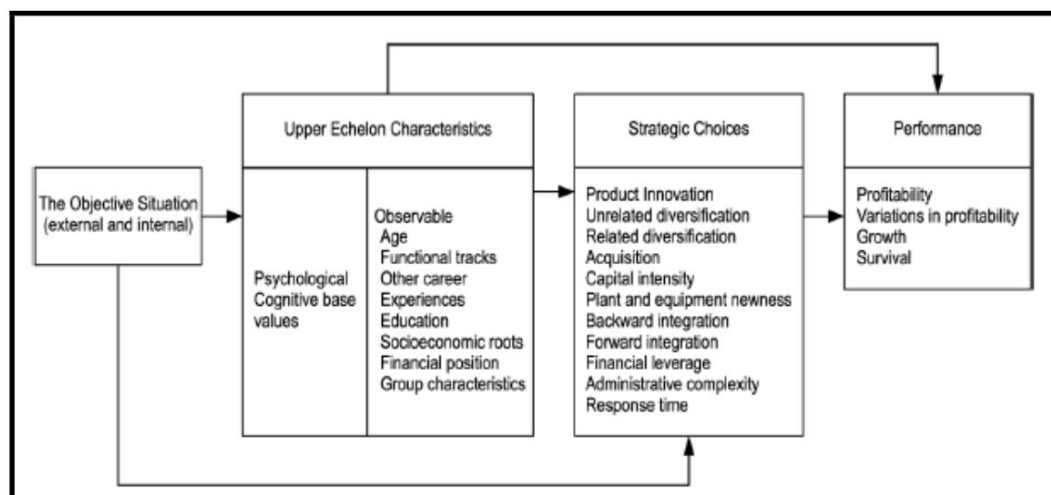 The Objective Situation
(external and internal)
Upper Echelon Characteristics
Psychological
Cognitive base
values
Observable
Age
Functional tracks
Other career
Experiences
Education
Socioeconomic roots
Financial position
Group characteristics
Strategic Choices
Product Innovation
Unrelated diversification
Related diversification
Acquisition
Capital intensity
Plant and equipment newness
Backward integration
Forward integration
Financial leverage
Administrative complexity
Response time
Performance
Profitability
Variations in profitability
Growth
Survival